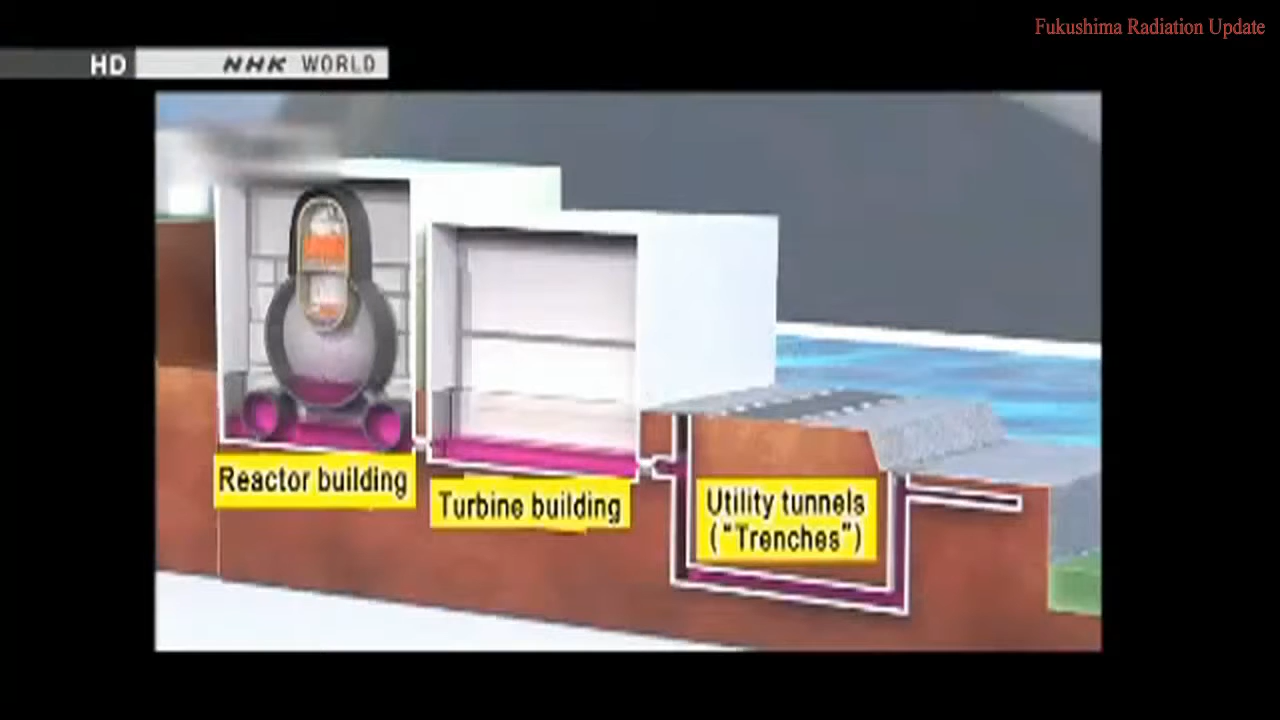 Fukushima Radiation Update
HD
NHK WORLD
Reactor building
Turbine building
Utility tunnels
("Trenches")